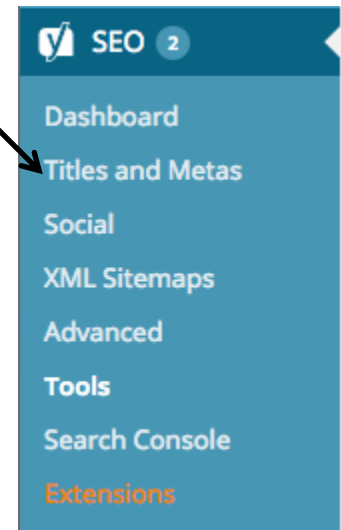 SEO 2
Dashboard
Titles and Metas
Social
XML Sitemaps
Advanced
Tools
Search Console
Extensions